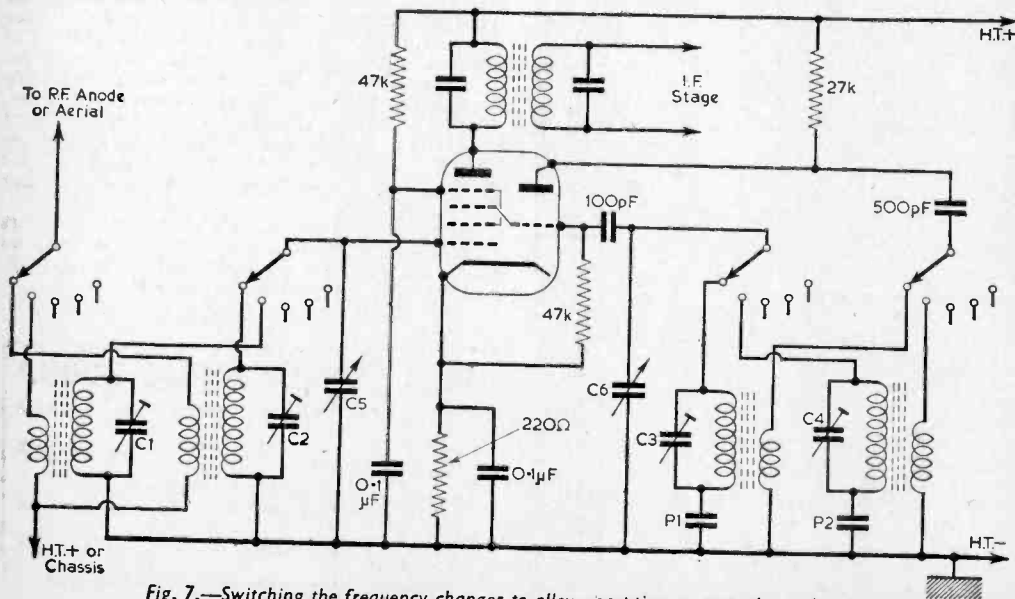 H.T.+
47k
27k
To R.F. Anode
or Aerial
I.F.
Stage
100pF
500pF
47k
C5
C6
C1
C2
C3
C4
220Ω
0·1
μF
0·1μF
P1
P2
H.T.+ or
Chassis
H.T.-
Fig. 7.—Switching the frequency changer to allow